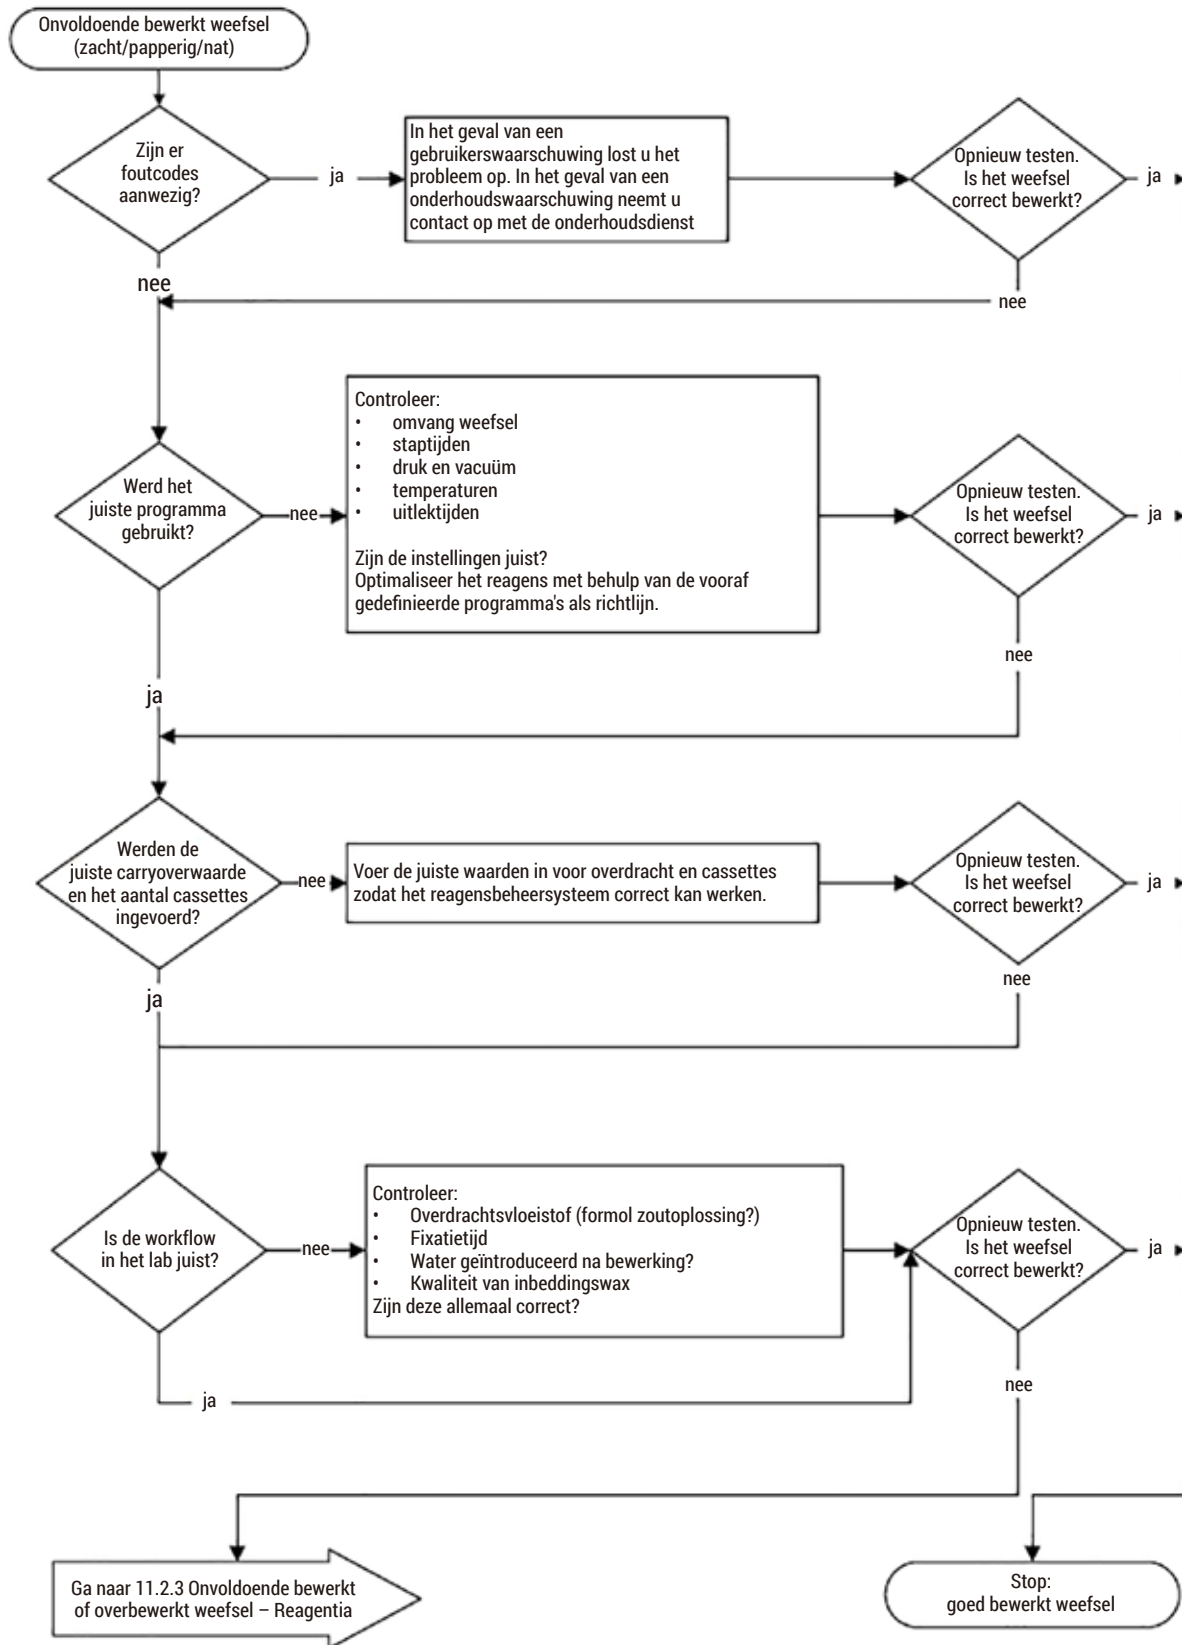 Onvoldoende bewerkt weefsel
(zacht/papperig/nat)
Zijn er
foutcodes
aanwezig?
ja
In het geval van een
gebruikerswaarschuwing lost u het
probleem op. In het geval van een
onderhoudswaarschuwing neemt u
contact op met de onderhoudsdienst
Opnieuw testen.
Is het weefsel
correct bewerkt?
ja
nee
nee
Werd het
juiste programma
gebruikt?
nee
Controleer:
• omvang weefsel
• staptijden
• druk en vacuüm
• temperaturen
• uitlektijden
Zijn de instellingen juist?
Optimaliseer het reagens met behulp van de vooraf
gedefinieerde programma's als richtlijn.
Opnieuw testen.
Is het weefsel
correct bewerkt?
ja
nee
ja
Werden de
juiste carryoverwaarde
en het aantal cassettes
ingevoerd?
nee
Voer de juiste waarden in voor overdracht en cassettes
zodat het reagensbeheersysteem correct kan werken.
Opnieuw testen.
Is het weefsel
correct bewerkt?
ja
nee
ja
Is de workflow
in het lab juist?
nee
Controleer:
• Overdrachtsvloeistof (formol zoutoplossing?)
• Fixatietijd
• Water geïntroduceerd na bewerking?
• Kwaliteit van inbeddingswax
Zijn deze allemaal correct?
Opnieuw testen.
Is het weefsel
correct bewerkt?
ja
nee
ja
Ga naar 11.2.3 Onvoldoende bewerkt
of overbewerkt weefsel – Reagentia
Stop:
goed bewerkt weefsel